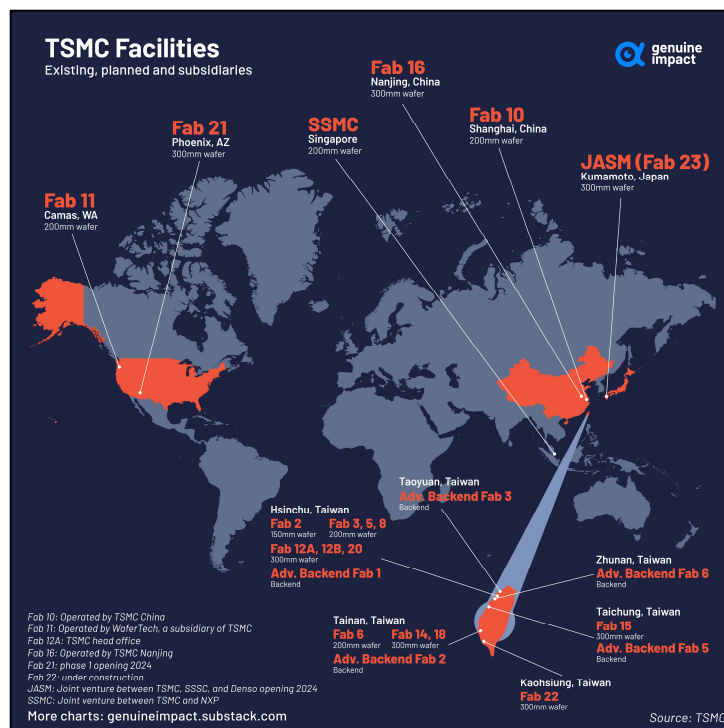 TSMC Facilities
Existing, planned and subsidiaries
genuine
impact
Fab 16
Nanjing, China
300mm wafer
Fab 21
Phoenix, AZ
300mm wafer
SSMC
Singapore
200mm wafer
Fab 10
Shanghai, China
200mm wafer
JASM (Fab 23)
Kumamoto, Japan
300mm wafer
Fab 11
Camas, WA
200mm wafer
Taoyuan, Taiwan
Adv. Backend Fab 3
Backend
Hsinchu, Taiwan
Fab 2 Fab 3, 5, 8
150mm wafer 200mm wafer
Fab 12A, 12B, 20
300mm wafer
Adv. Backend Fab 1
Backend
Zhunan, Taiwan
Adv. Backend Fab 6
Backend
Tainan, Taiwan
Fab 6 Fab 14, 18
200mm wafer 300mm wafer
Adv. Backend Fab 2
Backend
Taichung, Taiwan
Fab 15
300mm wafer
Adv. Backend Fab 5
Backend
Kaohsiung, Taiwan
Fab 22
300mm wafer
Fab 10: Operated by TSMC China
Fab 11: Operated by WaferTech, a subsidary of TSMC
Fab 12A: TSMC head office
Fab 16: Operated by TSMC Nanjing
Fab 21: phase 1 opening 2024
Fab 22: under construction
JASM: Joint venture between TSMC, SSSC, and Denso opening 2024
SSMC: Joint venture between TSMC and NXP
More charts: genuineimpact.substack.com
Source: TSMC